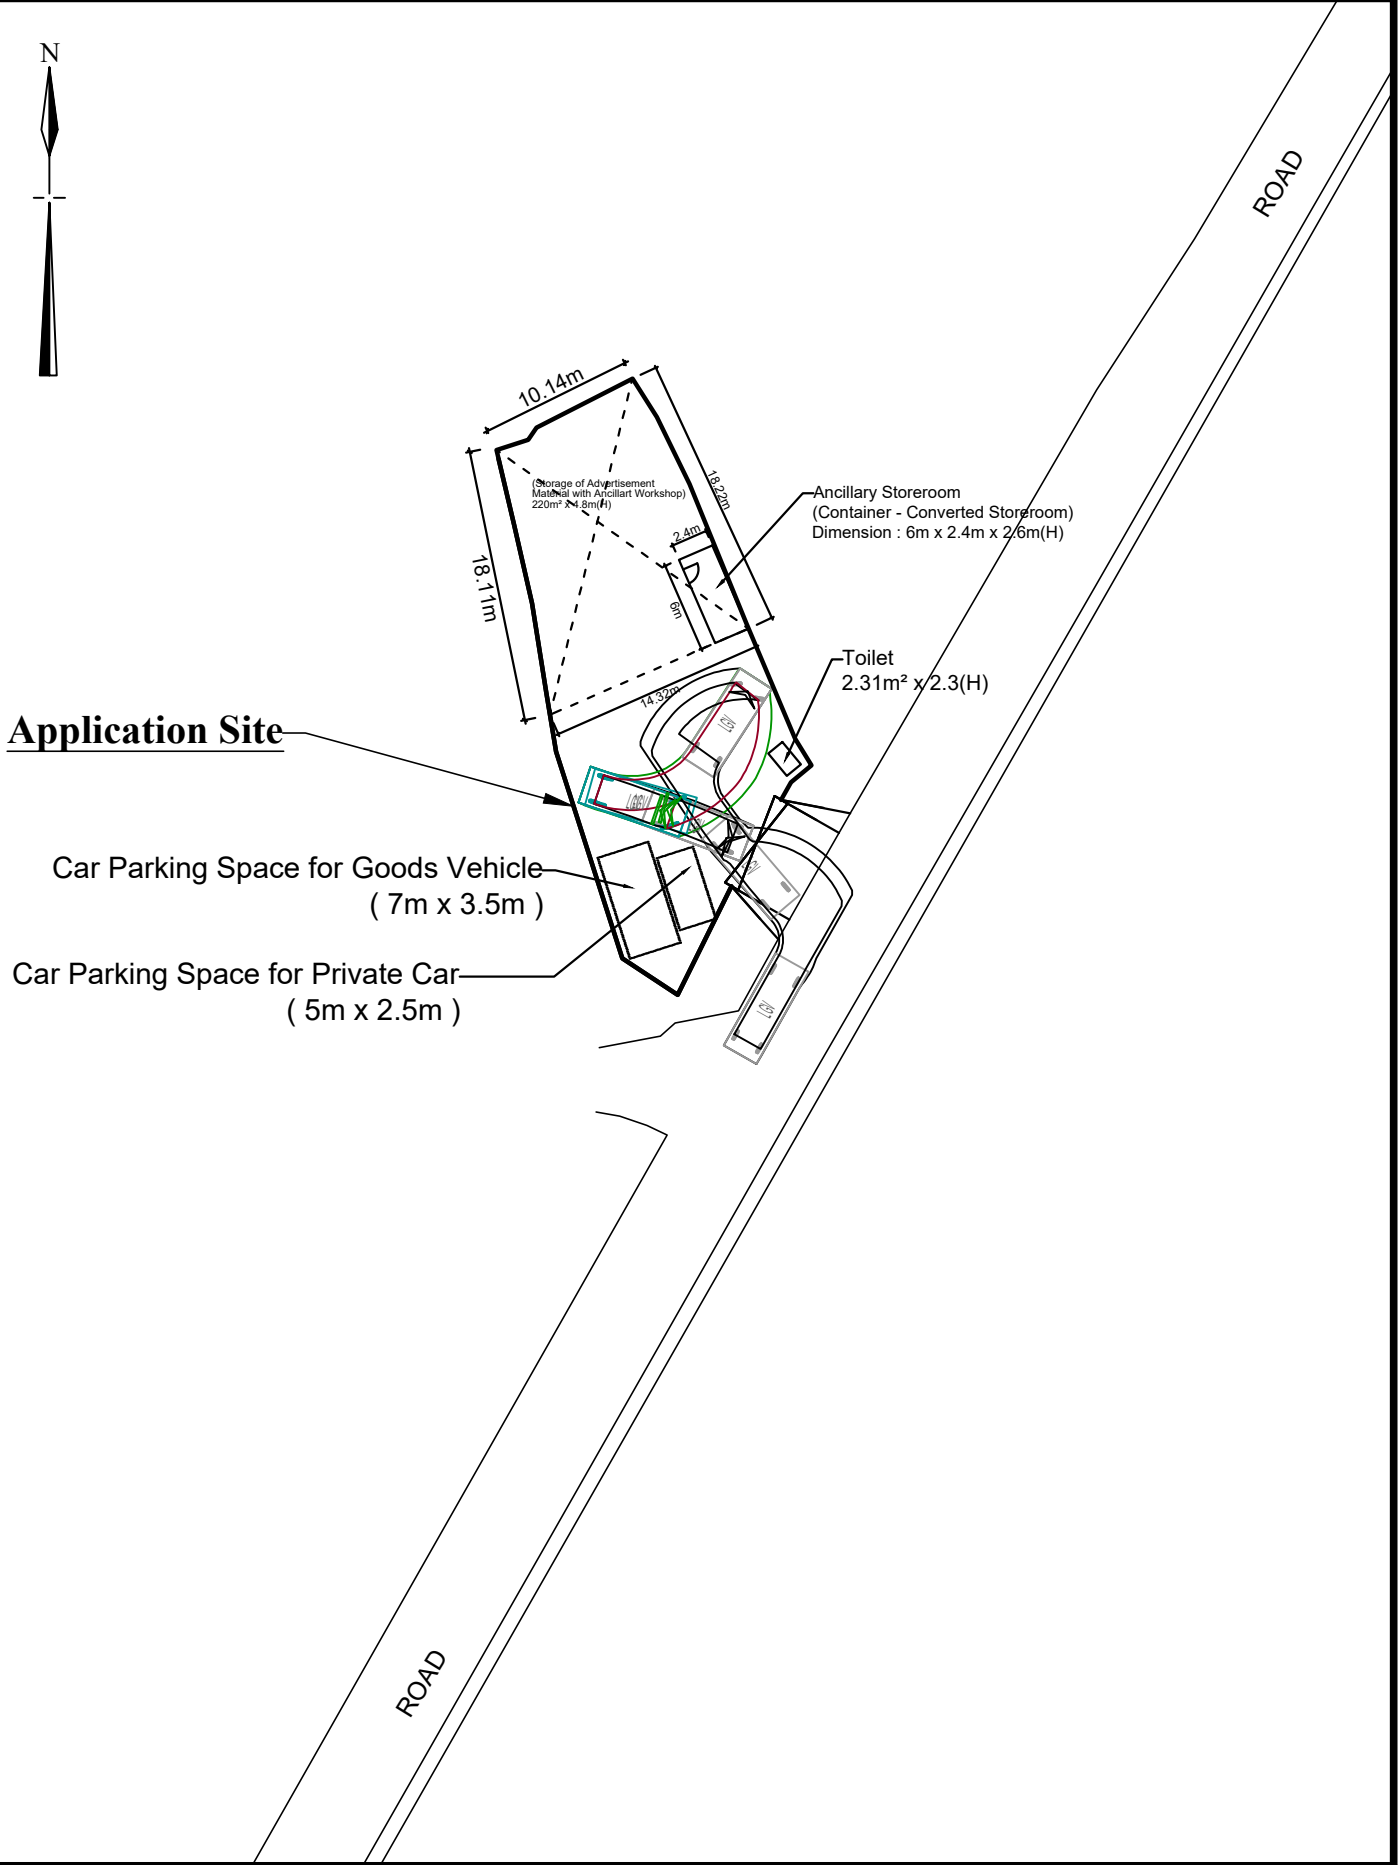 N
ROAD
10.14m
(Storage of Advertisement
Material with Ancillart Workshop)
220m² x 4.8m(H)
18.22m
Ancillary Storeroom
(Container - Converted Storeroom)
Dimension : 6m x 2.4m x 2.6m(H)
2.4m
18.11m
6m
Toilet
2.31m² x 2.3(H)
14.32m
Application Site
Car Parking Space for Goods Vehicle
( 7m x 3.5m )
Car Parking Space for Private Car
( 5m x 2.5m )
ROAD